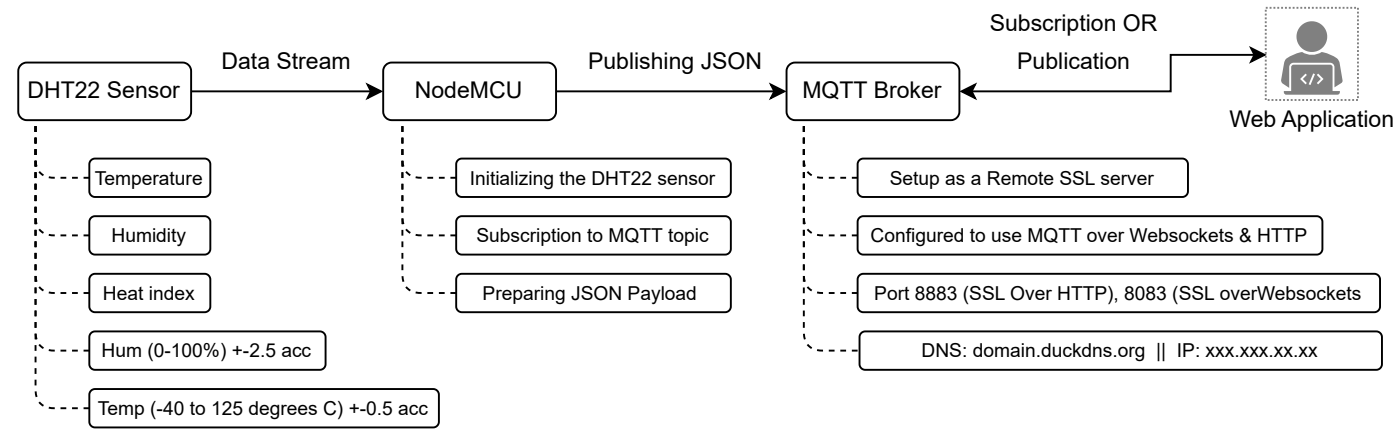 Subscription OR
Publication
Data Stream
Publishing JSON
DHT22 Sensor
NodeMCU
MQTT Broker
Web Application
Temperature
Humidity
Heat index
Hum (0-100%) +-2.5 acc
Temp (-40 to 125 degrees C) +-0.5 acc
Initializing the DHT22 sensor
Subscription to MQTT topic
Preparing JSON Payload
Setup as a Remote SSL server
Configured to use MQTT over Websockets & HTTP
Port 8883 (SSL Over HTTP), 8083 (SSL overWebsockets
DNS: domain.duckdns.org || IP: xxx.xxx.xx.xx